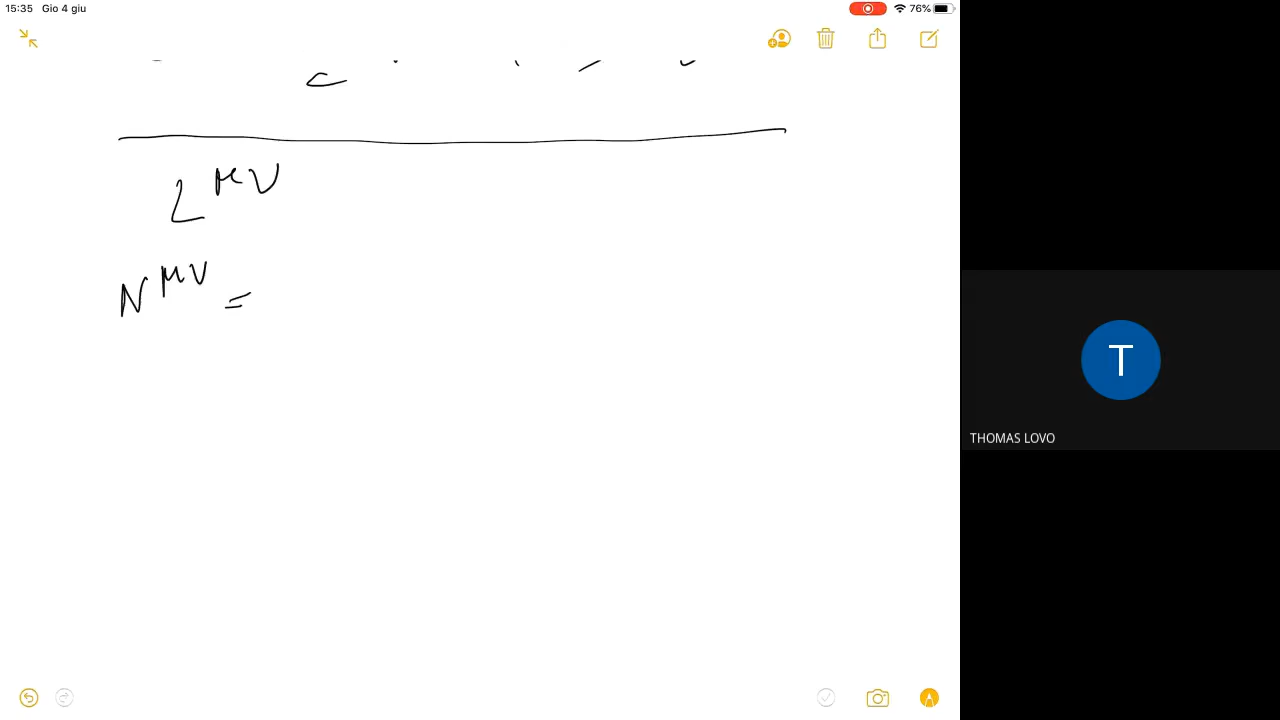 15:35 Gio 4 giu 76%
L^μν
N^μν =
T
THOMAS LOVO